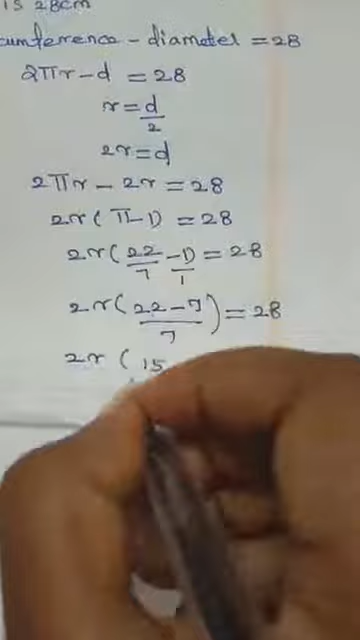 is 28cm
cumference - diameter = 28
2πr - d = 28
r = d/2
2r = d
2πr - 2r = 28
2r ( π - 1) = 28
2r ( 22/7 - 1/1) = 28
2r ( 22 - 7/7 ) = 28
2r ( 15